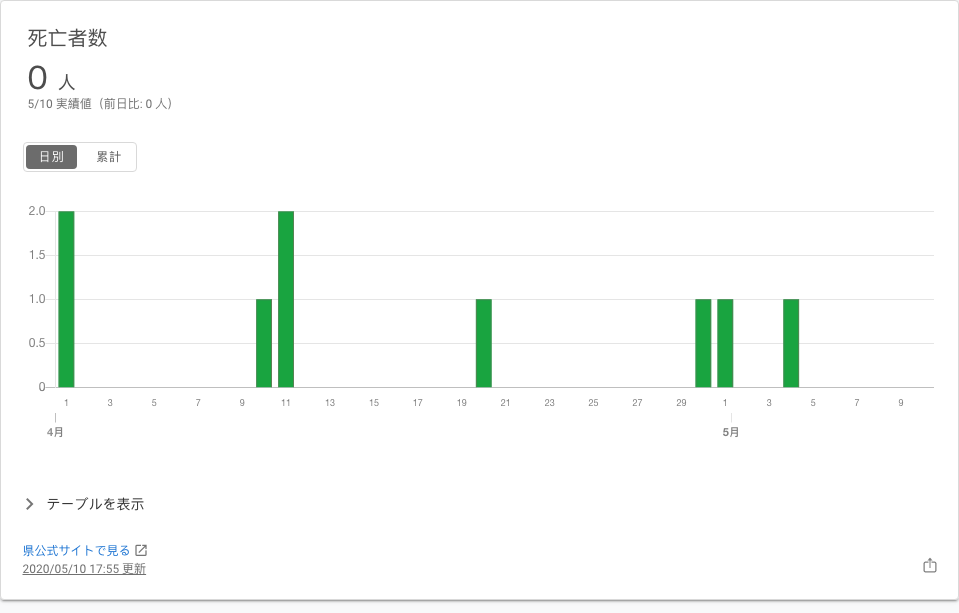 死亡者数
0 人
5/10 実績値（前日比: 0 人）
日別 累計
2.0
1.5
1.0
0.5
0
1 3 5 7 9 11 13 15 17 19 21 23 25 27 29 1 3 5 7 9
4月 5月
テーブルを表示
県公式サイトで見る
2020/05/10 17:55 更新